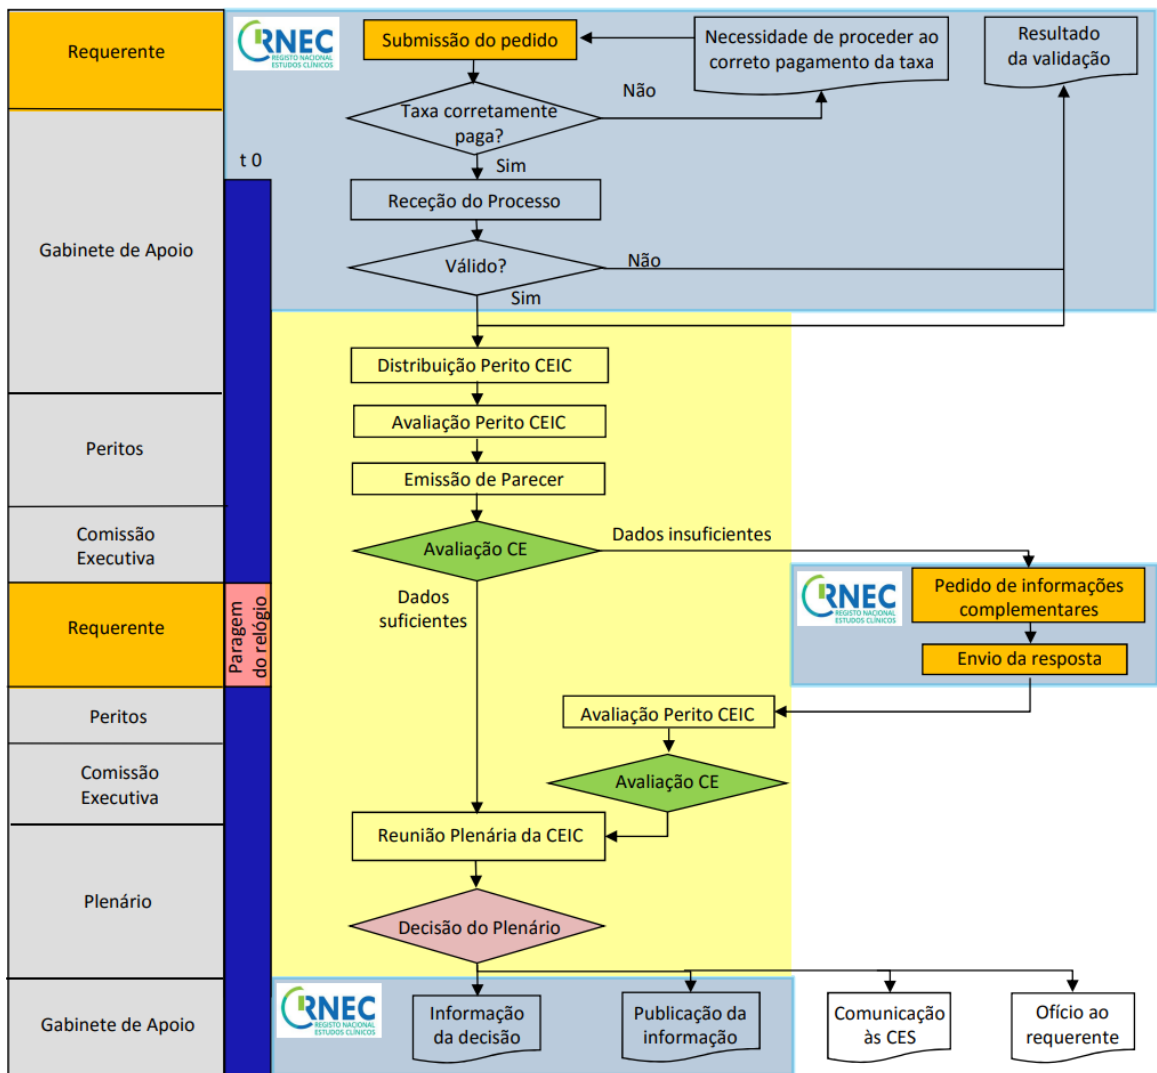 Requerente
RNEC
REGISTO NACIONAL
ESTUDOS CLÍNICOS
Submissão do pedido
Necessidade de proceder ao
correto pagamento da taxa
Resultado
da validação
Não
Taxa corretamente
paga?
t 0
Sim
Receção do Processo
Gabinete de Apoio
Válido?
Não
Sim
Distribuição Perito CEIC
Avaliação Perito CEIC
Peritos
Emissão de Parecer
Comissão
Executiva
Avaliação CE
Dados insuficientes
Dados
suficientes
Requerente
Paragem
do relógio
RNEC
REGISTO NACIONAL
ESTUDOS CLÍNICOS
Pedido de informações
complementares
Envio da resposta
Peritos
Avaliação Perito CEIC
Comissão
Executiva
Avaliação CE
Reunião Plenária da CEIC
Plenário
Decisão do Plenário
Gabinete de Apoio
RNEC
REGISTO NACIONAL
ESTUDOS CLÍNICOS
Informação
da decisão
Publicação da
informação
Comunicação
às CES
Ofício ao
requerente